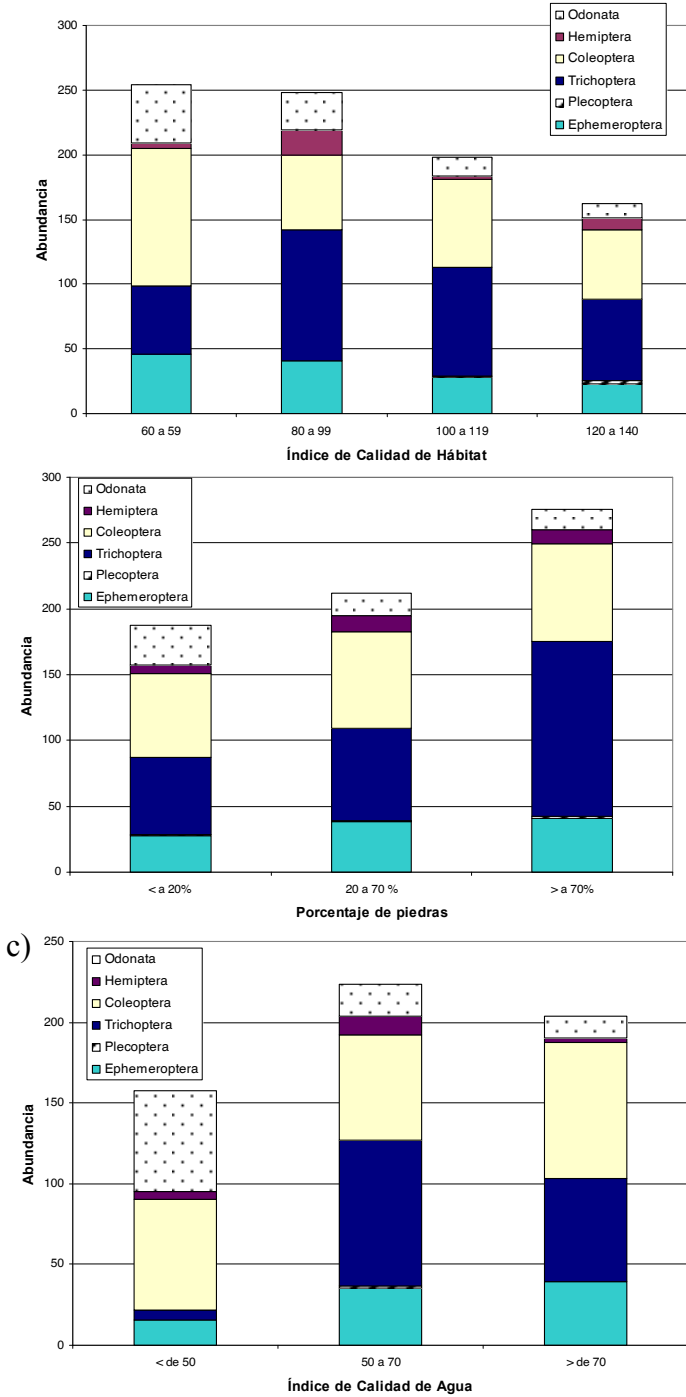 Odonata
Hemiptera
Coleoptera
Trichoptera
Plecoptera
Ephemeroptera
300
250
200
150
100
50
0
Abundancia
60 a 59
80 a 99
100 a 119
120 a 140
Índice de Calidad de Hábitat
Odonata
Hemiptera
Coleoptera
Trichoptera
Plecoptera
Ephemeroptera
300
250
200
150
100
50
0
Abundancia
< a 20%
20 a 70 %
> a 70%
Porcentaje de piedras
c)
Odonata
Hemiptera
Coleoptera
Trichoptera
Plecoptera
Ephemeroptera
250
200
150
100
50
0
Abundancia
< de 50
50 a 70
> de 70
Índice de Calidad de Agua